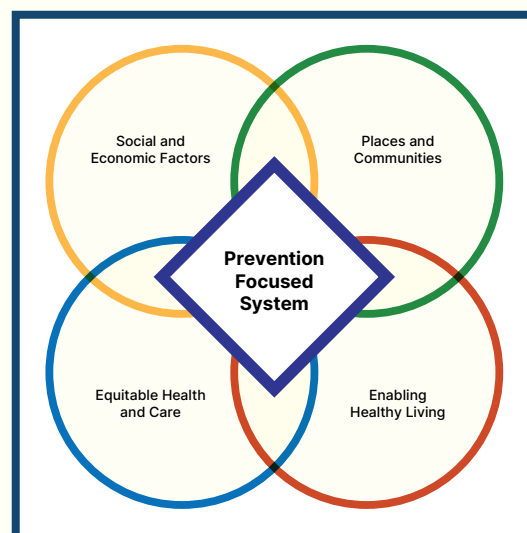 Social and
Economic Factors
Places and
Communities
Prevention
Focused
System
Equitable Health
and Care
Enabling
Healthy Living